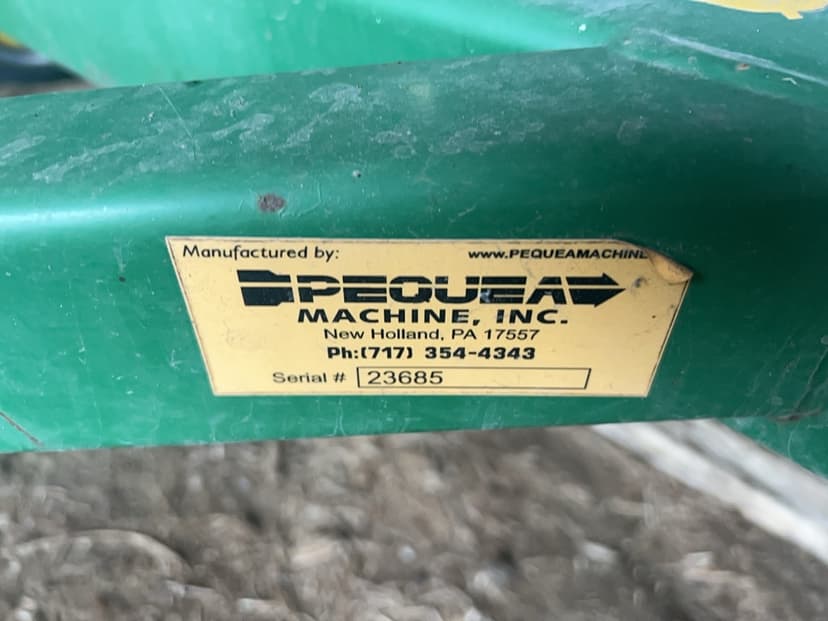 Manufactured by: www.PEQUEAMACHINE
PEQUEA
MACHINE, INC.
New Holland, PA 17557
Ph:(717) 354-4343
Serial # 23685